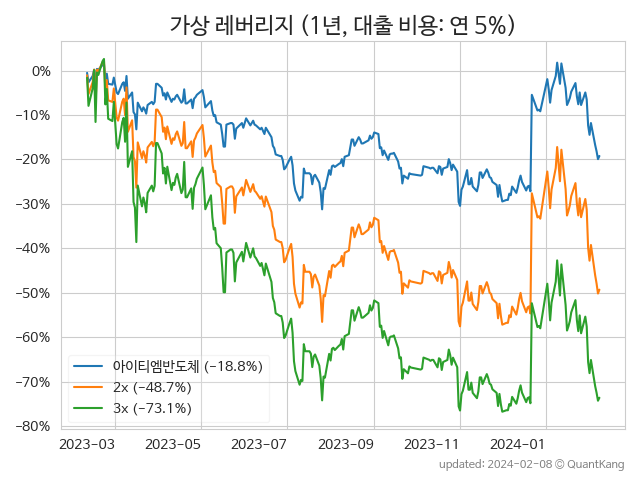 가상 레버리지 (1년, 대출 비용: 연 5%)
0%
−10%
−20%
−30%
−40%
−50%
−60%
−70%
−80%
아이티엠반도체 (−18.8%)
2x (−48.7%)
3x (−73.1%)
2023-03 2023-05 2023-07 2023-09 2023-11 2024-01
updated: 2024-02-08 © QuantKang